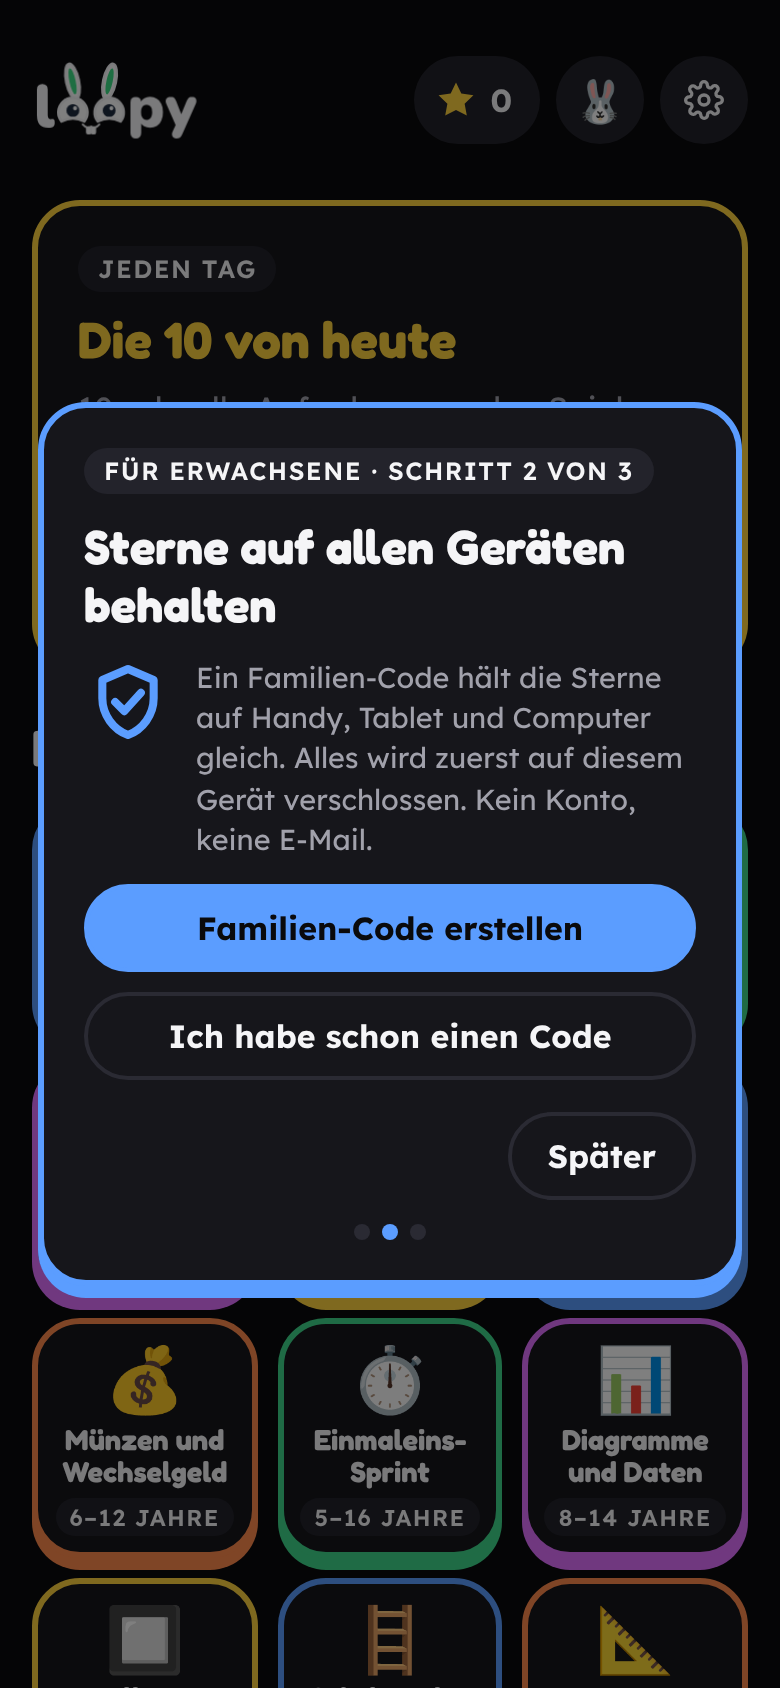 loopy
0
JEDEN TAG
Die 10 von heute
FÜR ERWACHSENE · SCHRITT 2 VON 3
Sterne auf allen Geräten
behalten
Ein Familien-Code hält die Sterne
auf Handy, Tablet und Computer
gleich. Alles wird zuerst auf diesem
Gerät verschlossen. Kein Konto,
keine E-Mail.
Familien-Code erstellen
Ich habe schon einen Code
Später
Münzen und
Wechselgeld
6–12 JAHRE
Einmaleins-
Sprint
5–16 JAHRE
Diagramme
und Daten
8–14 JAHRE